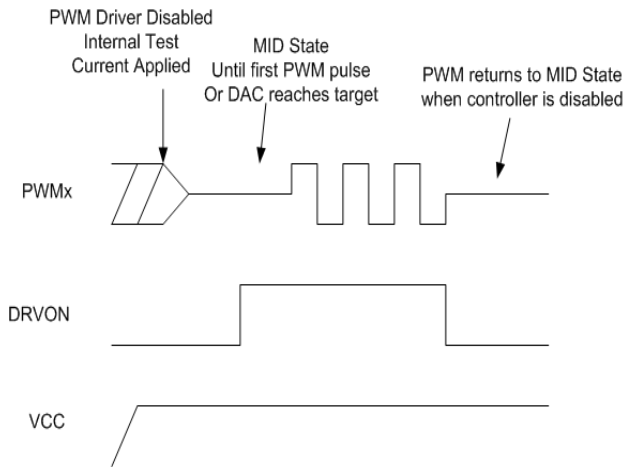 PWM Driver Disabled
Internal Test
Current Applied
MID State
Until first PWM pulse
Or DAC reaches target
PWM returns to MID State
when controller is disabled
PWMx
DRVON
VCC